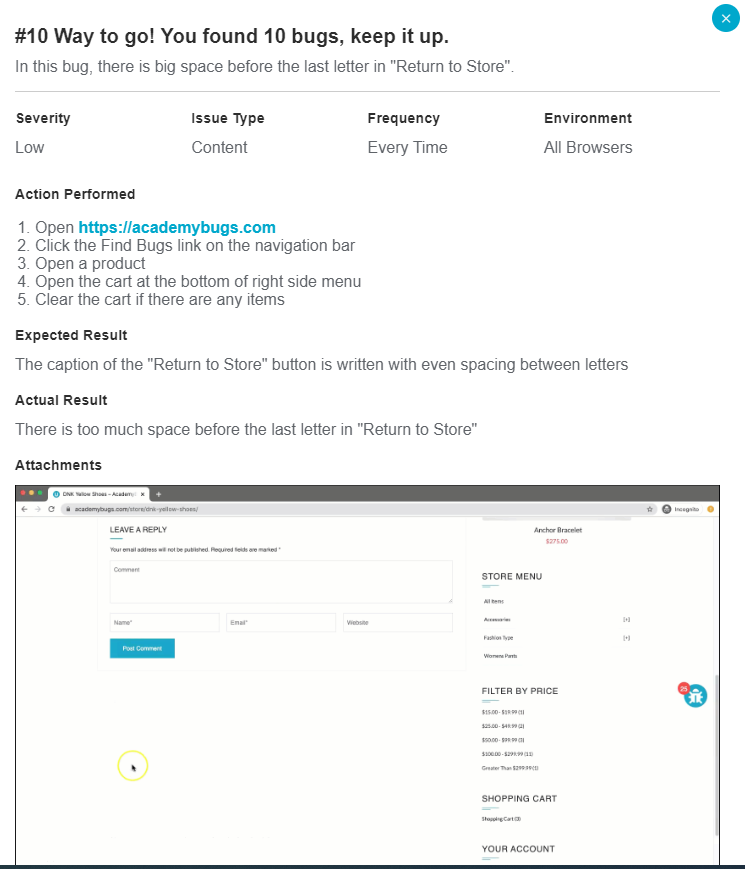 #10 Way to go! You found 10 bugs, keep it up.
In this bug, there is big space before the last letter in "Return to Store".
Severity Issue Type Frequency Environment
Low Content Every Time All Browsers
Action Performed
1. Open https://academybugs.com
2. Click the Find Bugs link on the navigation bar
3. Open a product
4. Open the cart at the bottom of right side menu
5. Clear the cart if there are any items
Expected Result
The caption of the "Return to Store" button is written with even spacing between letters
Actual Result
There is too much space before the last letter in "Return to Store"
Attachments
DNK Yellow Shoes – Academy
academybugs.com/store/dnk-yellow-shoes/ Incognito
LEAVE A REPLY
Your email address will not be published. Required fields are marked *
Comment
Name* Email* Website
Post Comment
Anchor Bracelet
$275.00
STORE MENU
All Items
Accessories [+]
Fashion Type [+]
Womens Pants
FILTER BY PRICE
$15.00 - $19.99 (1)
$25.00 - $49.99 (2)
$50.00 - $99.99 (3)
$100.00 - $299.99 (11)
Greater Than $299.99 (1)
25
SHOPPING CART
Shopping Cart (3)
YOUR ACCOUNT